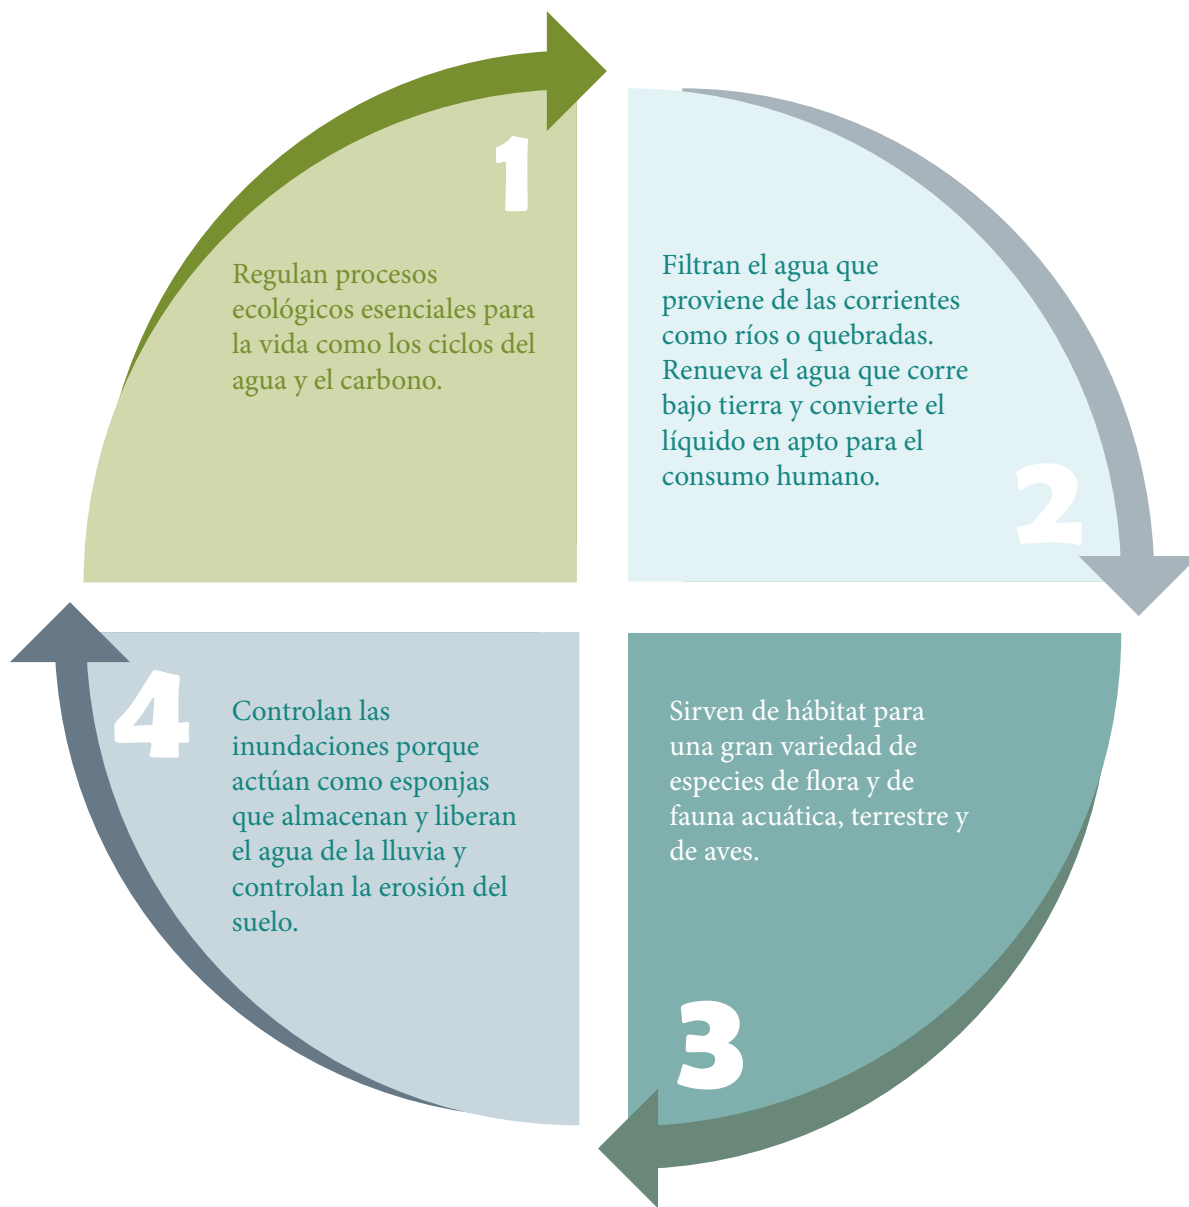 1
Regulan procesos
ecológicos esenciales para
la vida como los ciclos del
agua y el carbono.
Filtran el agua que
proviene de las corrientes
como ríos o quebradas.
Renueva el agua que corre
bajo tierra y convierte el
líquido en apto para el
consumo humano.
2
Sirven de hábitat para
una gran variedad de
especies de flora y de
fauna acuática, terrestre y
de aves.
3
4
Controlan las
inundaciones porque
actúan como esponjas
que almacenan y liberan
el agua de la lluvia y
controlan la erosión del
suelo.